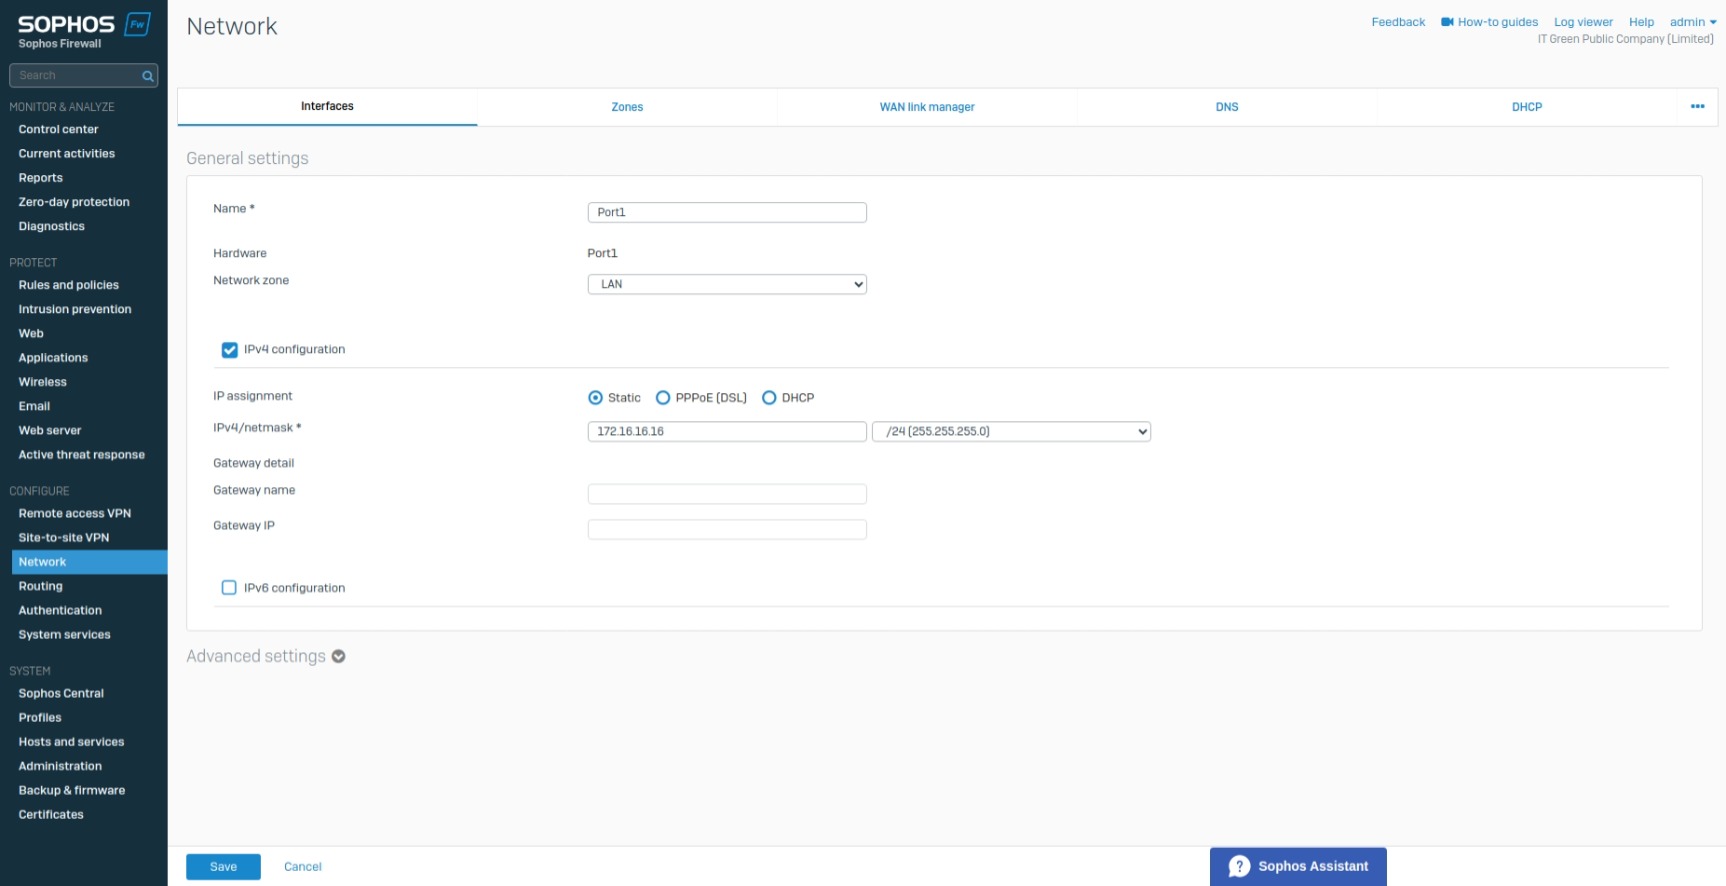 SOPHOS Fw
Sophos Firewall
Search
MONITOR & ANALYZE
Control center
Current activities
Reports
Zero-day protection
Diagnostics
PROTECT
Rules and policies
Intrusion prevention
Web
Applications
Wireless
Email
Web server
Active threat response
CONFIGURE
Remote access VPN
Site-to-site VPN
Network
Routing
Authentication
System services
SYSTEM
Sophos Central
Profiles
Hosts and services
Administration
Backup & firmware
Certificates
Network
Feedback How-to guides Log viewer Help admin
IT Green Public Company (Limited)
Interfaces Zones WAN link manager DNS DHCP •••
General settings
Name * Port1
Hardware Port1
Network zone LAN
IPv4 configuration
IP assignment Static PPPoE (DSL) DHCP
IPv4/netmask * 172.16.16.16 /24 (255.255.255.0)
Gateway detail
Gateway name
Gateway IP
IPv6 configuration
Advanced settings
Save Cancel
? Sophos Assistant